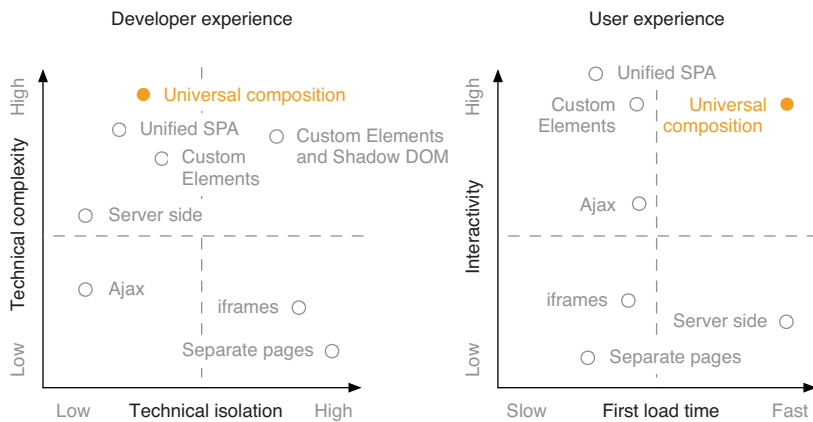 Developer experience
High
Technical complexity
Low
Universal composition
Unified SPA
Custom Elements
and Shadow DOM
Custom
Elements
Server side
Ajax
iframes
Separate pages
Low
Technical isolation
High
User experience
High
Interactivity
Low
Unified SPA
Custom
Elements
Universal
composition
Ajax
iframes
Server side
Separate pages
Slow
First load time
Fast